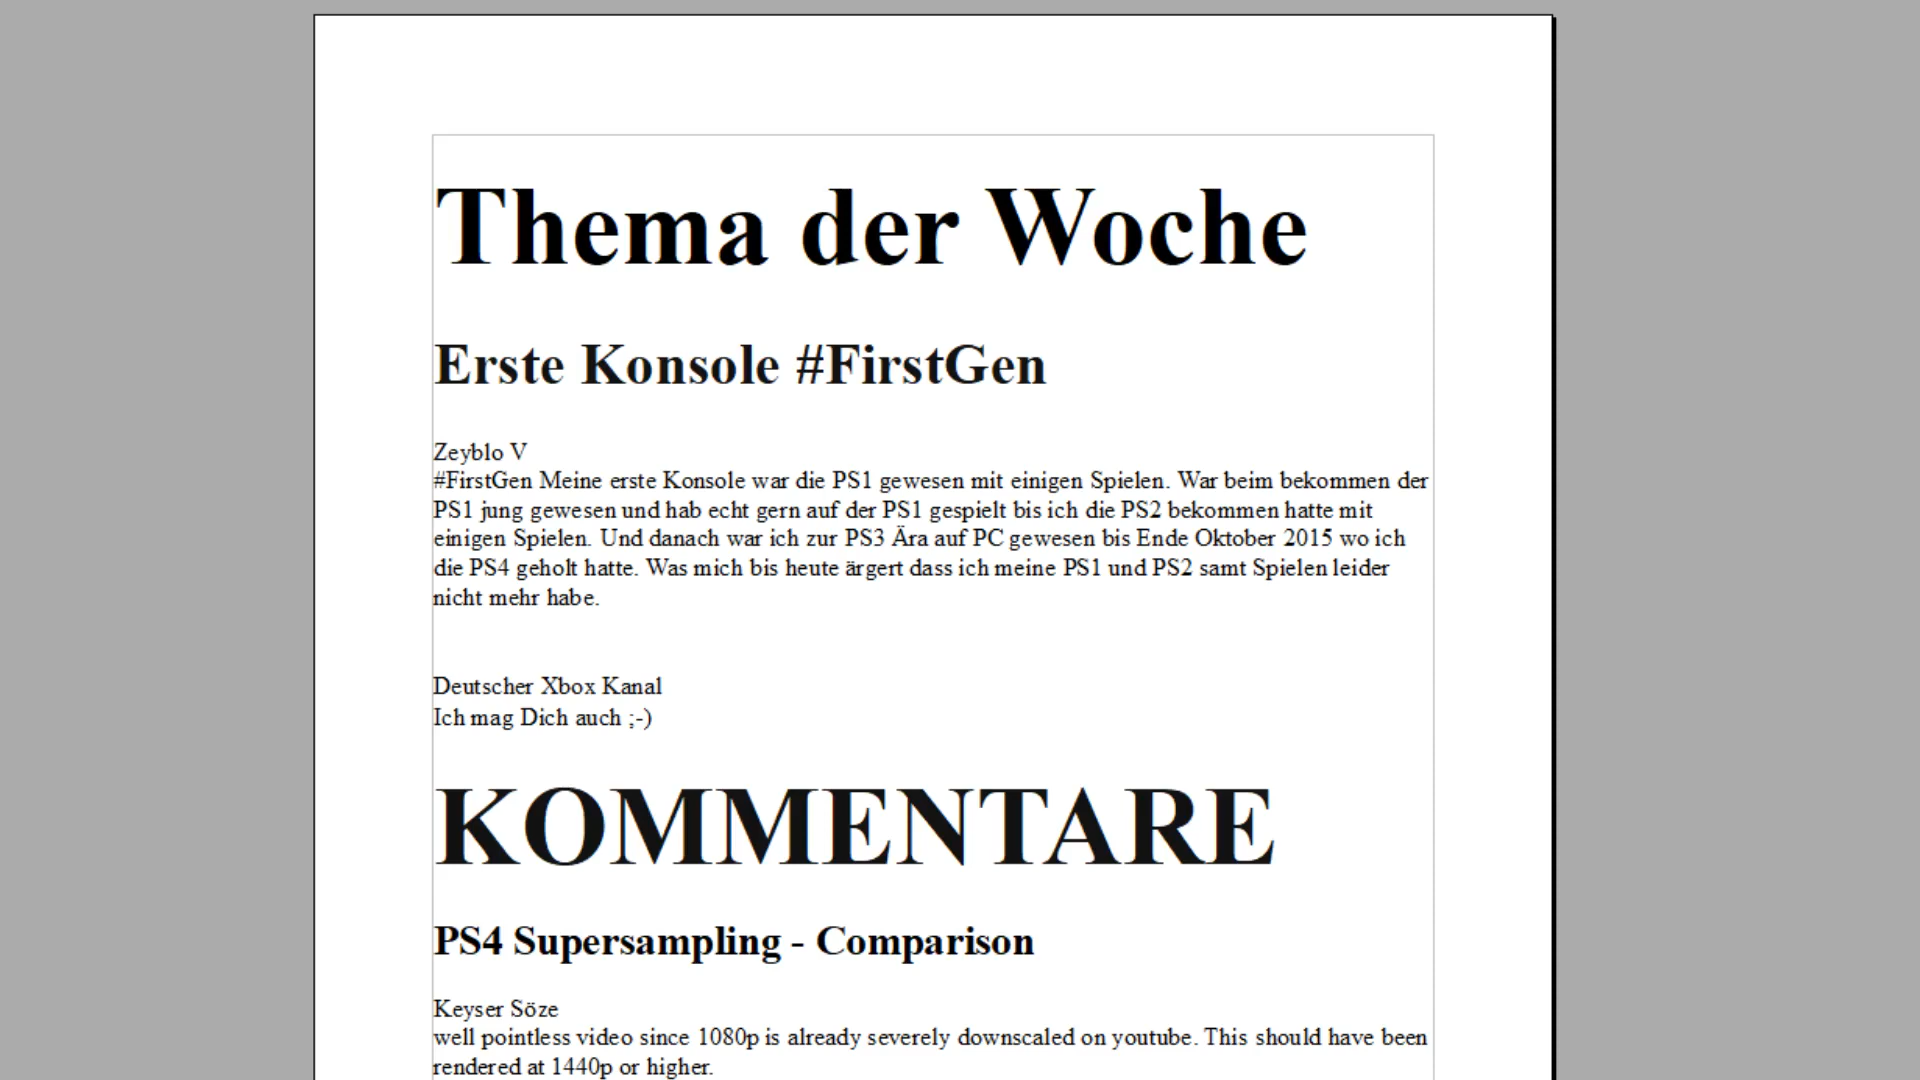 Thema der Woche
Erste Konsole #FirstGen
Zeyblo V
#FirstGen Meine erste Konsole war die PS1 gewesen mit einigen Spielen. War beim bekommen der
PS1 jung gewesen und hab echt gern auf der PS1 gespielt bis ich die PS2 bekommen hatte mit
einigen Spielen. Und danach war ich zur PS3 Ära auf PC gewesen bis Ende Oktober 2015 wo ich
die PS4 geholt hatte. Was mich bis heute ärgert dass ich meine PS1 und PS2 samt Spielen leider
nicht mehr habe.
Deutscher Xbox Kanal
Ich mag Dich auch ;-)
KOMMENTARE
PS4 Supersampling - Comparison
Keyser Söze
well pointless video since 1080p is already severely downscaled on youtube. This should have been
rendered at 1440p or higher.